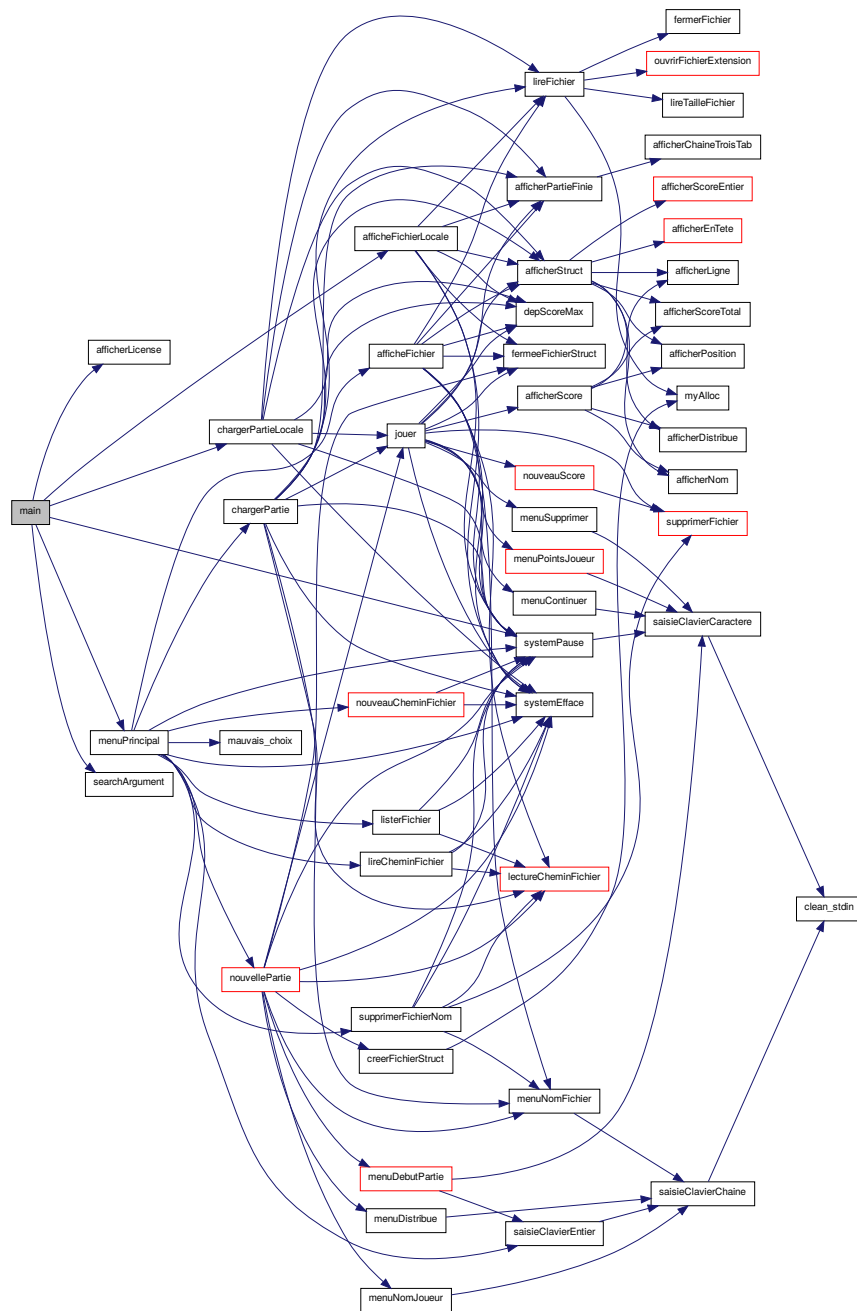 fermerFichier
ouvrirFichierExtension
lireFichier
lireTailleFichier
afficherChaineTroisTab
afficherPartieFinie
afficherScoreEntier
afficheFichierLocale
afficherEnTete
afficherStruct
afficherLigne
depScoreMax
afficherScoreTotal
afficherLicense
afficheFichier
fermeeFichierStruct
afficherPosition
afficherScore
myAlloc
chargerPartieLocale
jouer
afficherDistribue
nouveauScore
afficherNom
main
chargerPartie
menuSupprimer
supprimerFichier
menuPointsJoueur
menuContinuer
saisieClavierCaractere
systemPause
nouveauCheminFichier
systemEfface
menuPrincipal
mauvais_choix
searchArgument
listerFichier
lireCheminFichier
lectureCheminFichier
clean_stdin
nouvellePartie
supprimerFichierNom
creerFichierStruct
menuNomFichier
menuDebutPartie
saisieClavierChaine
menuDistribue
saisieClavierEntier
menuNomJoueur